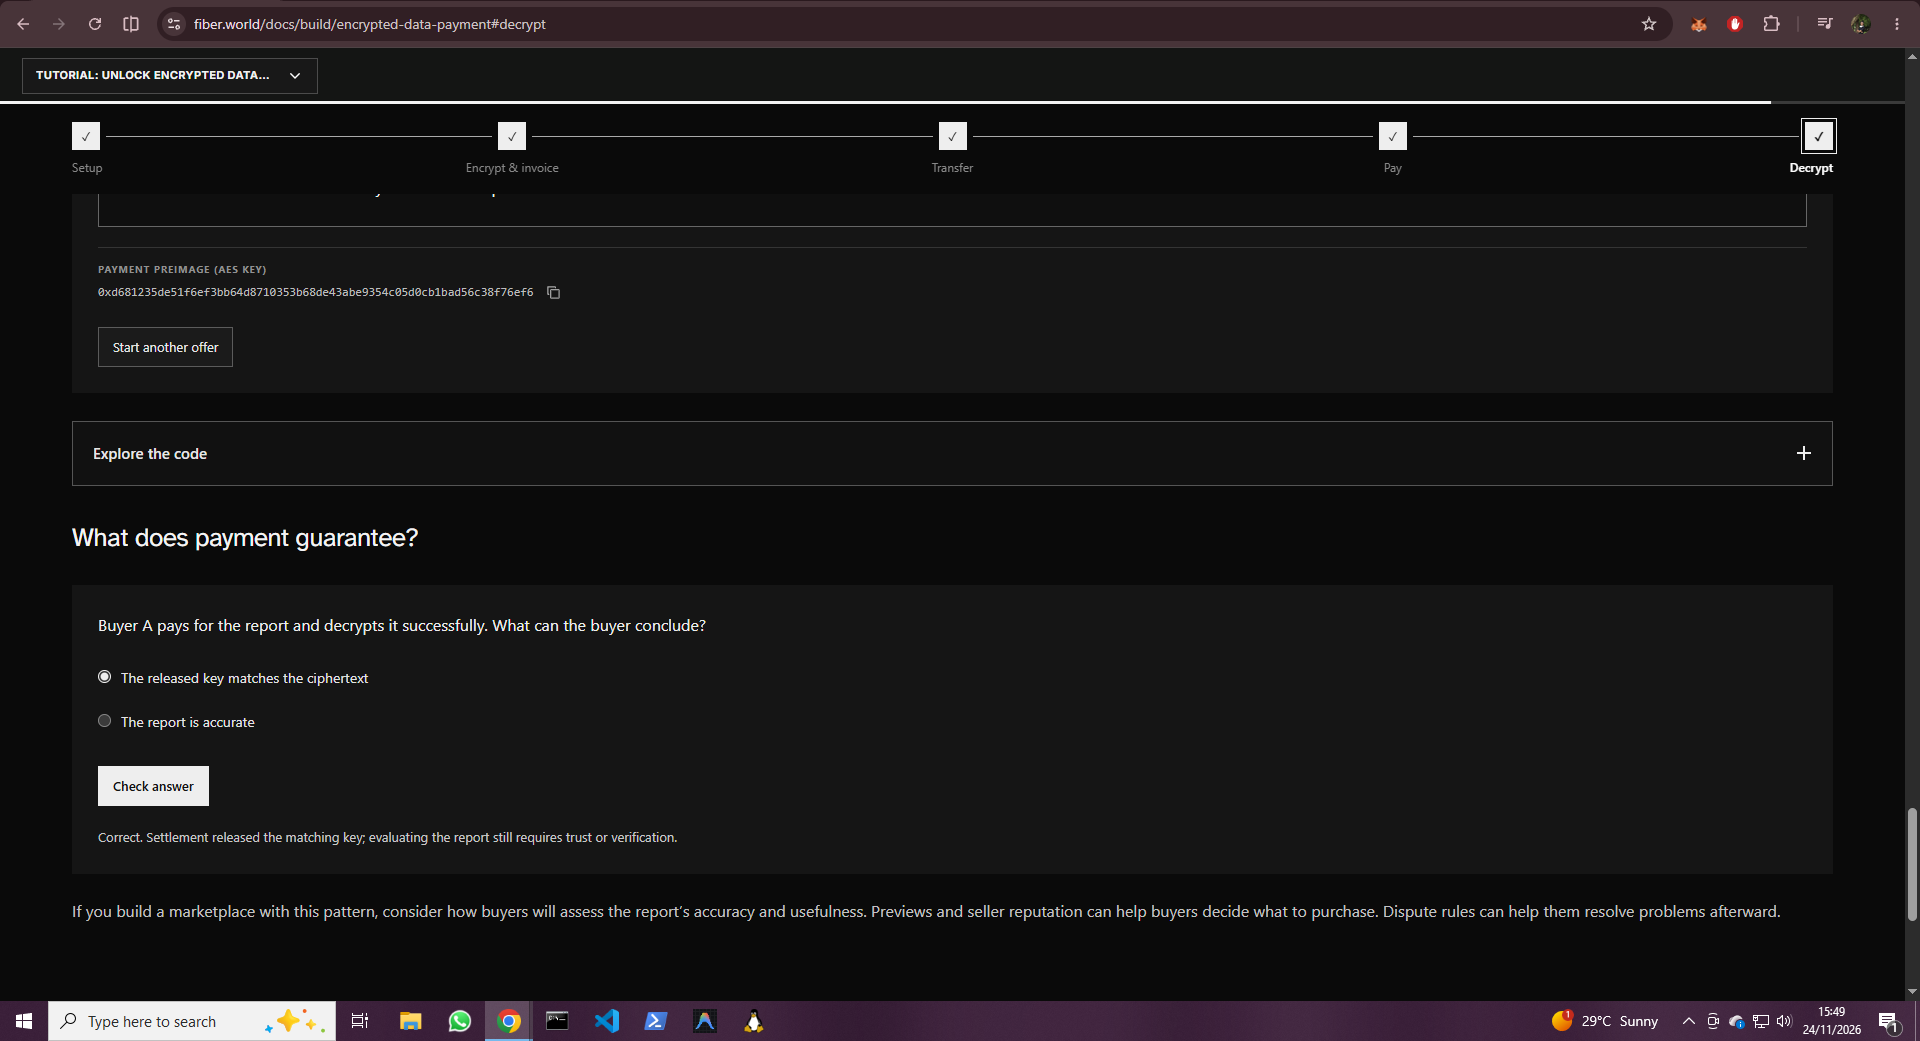 fiber.world/docs/build/encrypted-data-payment#decrypt
TUTORIAL: UNLOCK ENCRYPTED DATA...
Setup
Encrypt & invoice
Transfer
Pay
Decrypt
PAYMENT PREIMAGE (AES KEY)
0xd681235de51f6ef3bb64d8710353b68de43abe9354c05d0cb1bad56c38f76ef6
Start another offer
Explore the code
What does payment guarantee?
Buyer A pays for the report and decrypts it successfully. What can the buyer conclude?
The released key matches the ciphertext
The report is accurate
Check answer
Correct. Settlement released the matching key; evaluating the report still requires trust or verification.
If you build a marketplace with this pattern, consider how buyers will assess the report's accuracy and usefulness. Previews and seller reputation can help buyers decide what to purchase. Dispute rules can help them resolve problems afterward.
Type here to search
1
29°C Sunny
15:49
24/11/2026
1